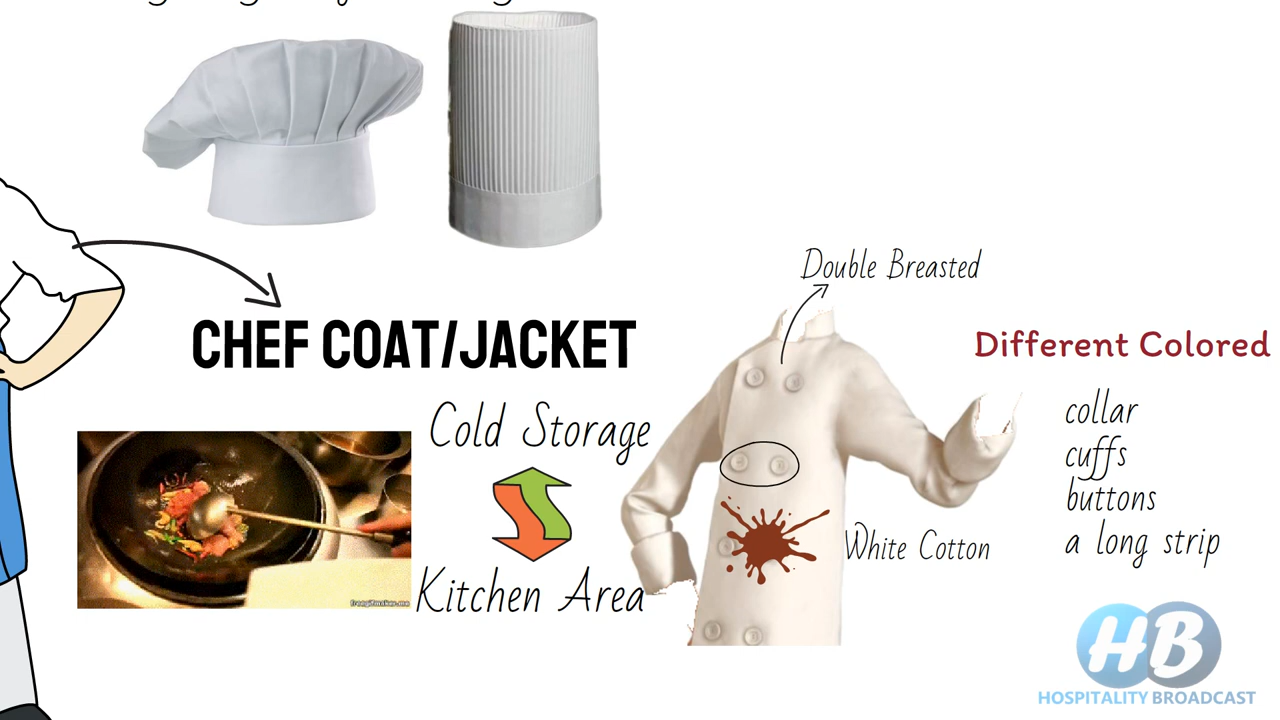 Double Breasted
CHEF COAT/JACKET
Different Colored
Cold Storage
collar
cuffs
buttons
a long strip
White Cotton
Kitchen Area
HB
HOSPITALITY BROADCAST